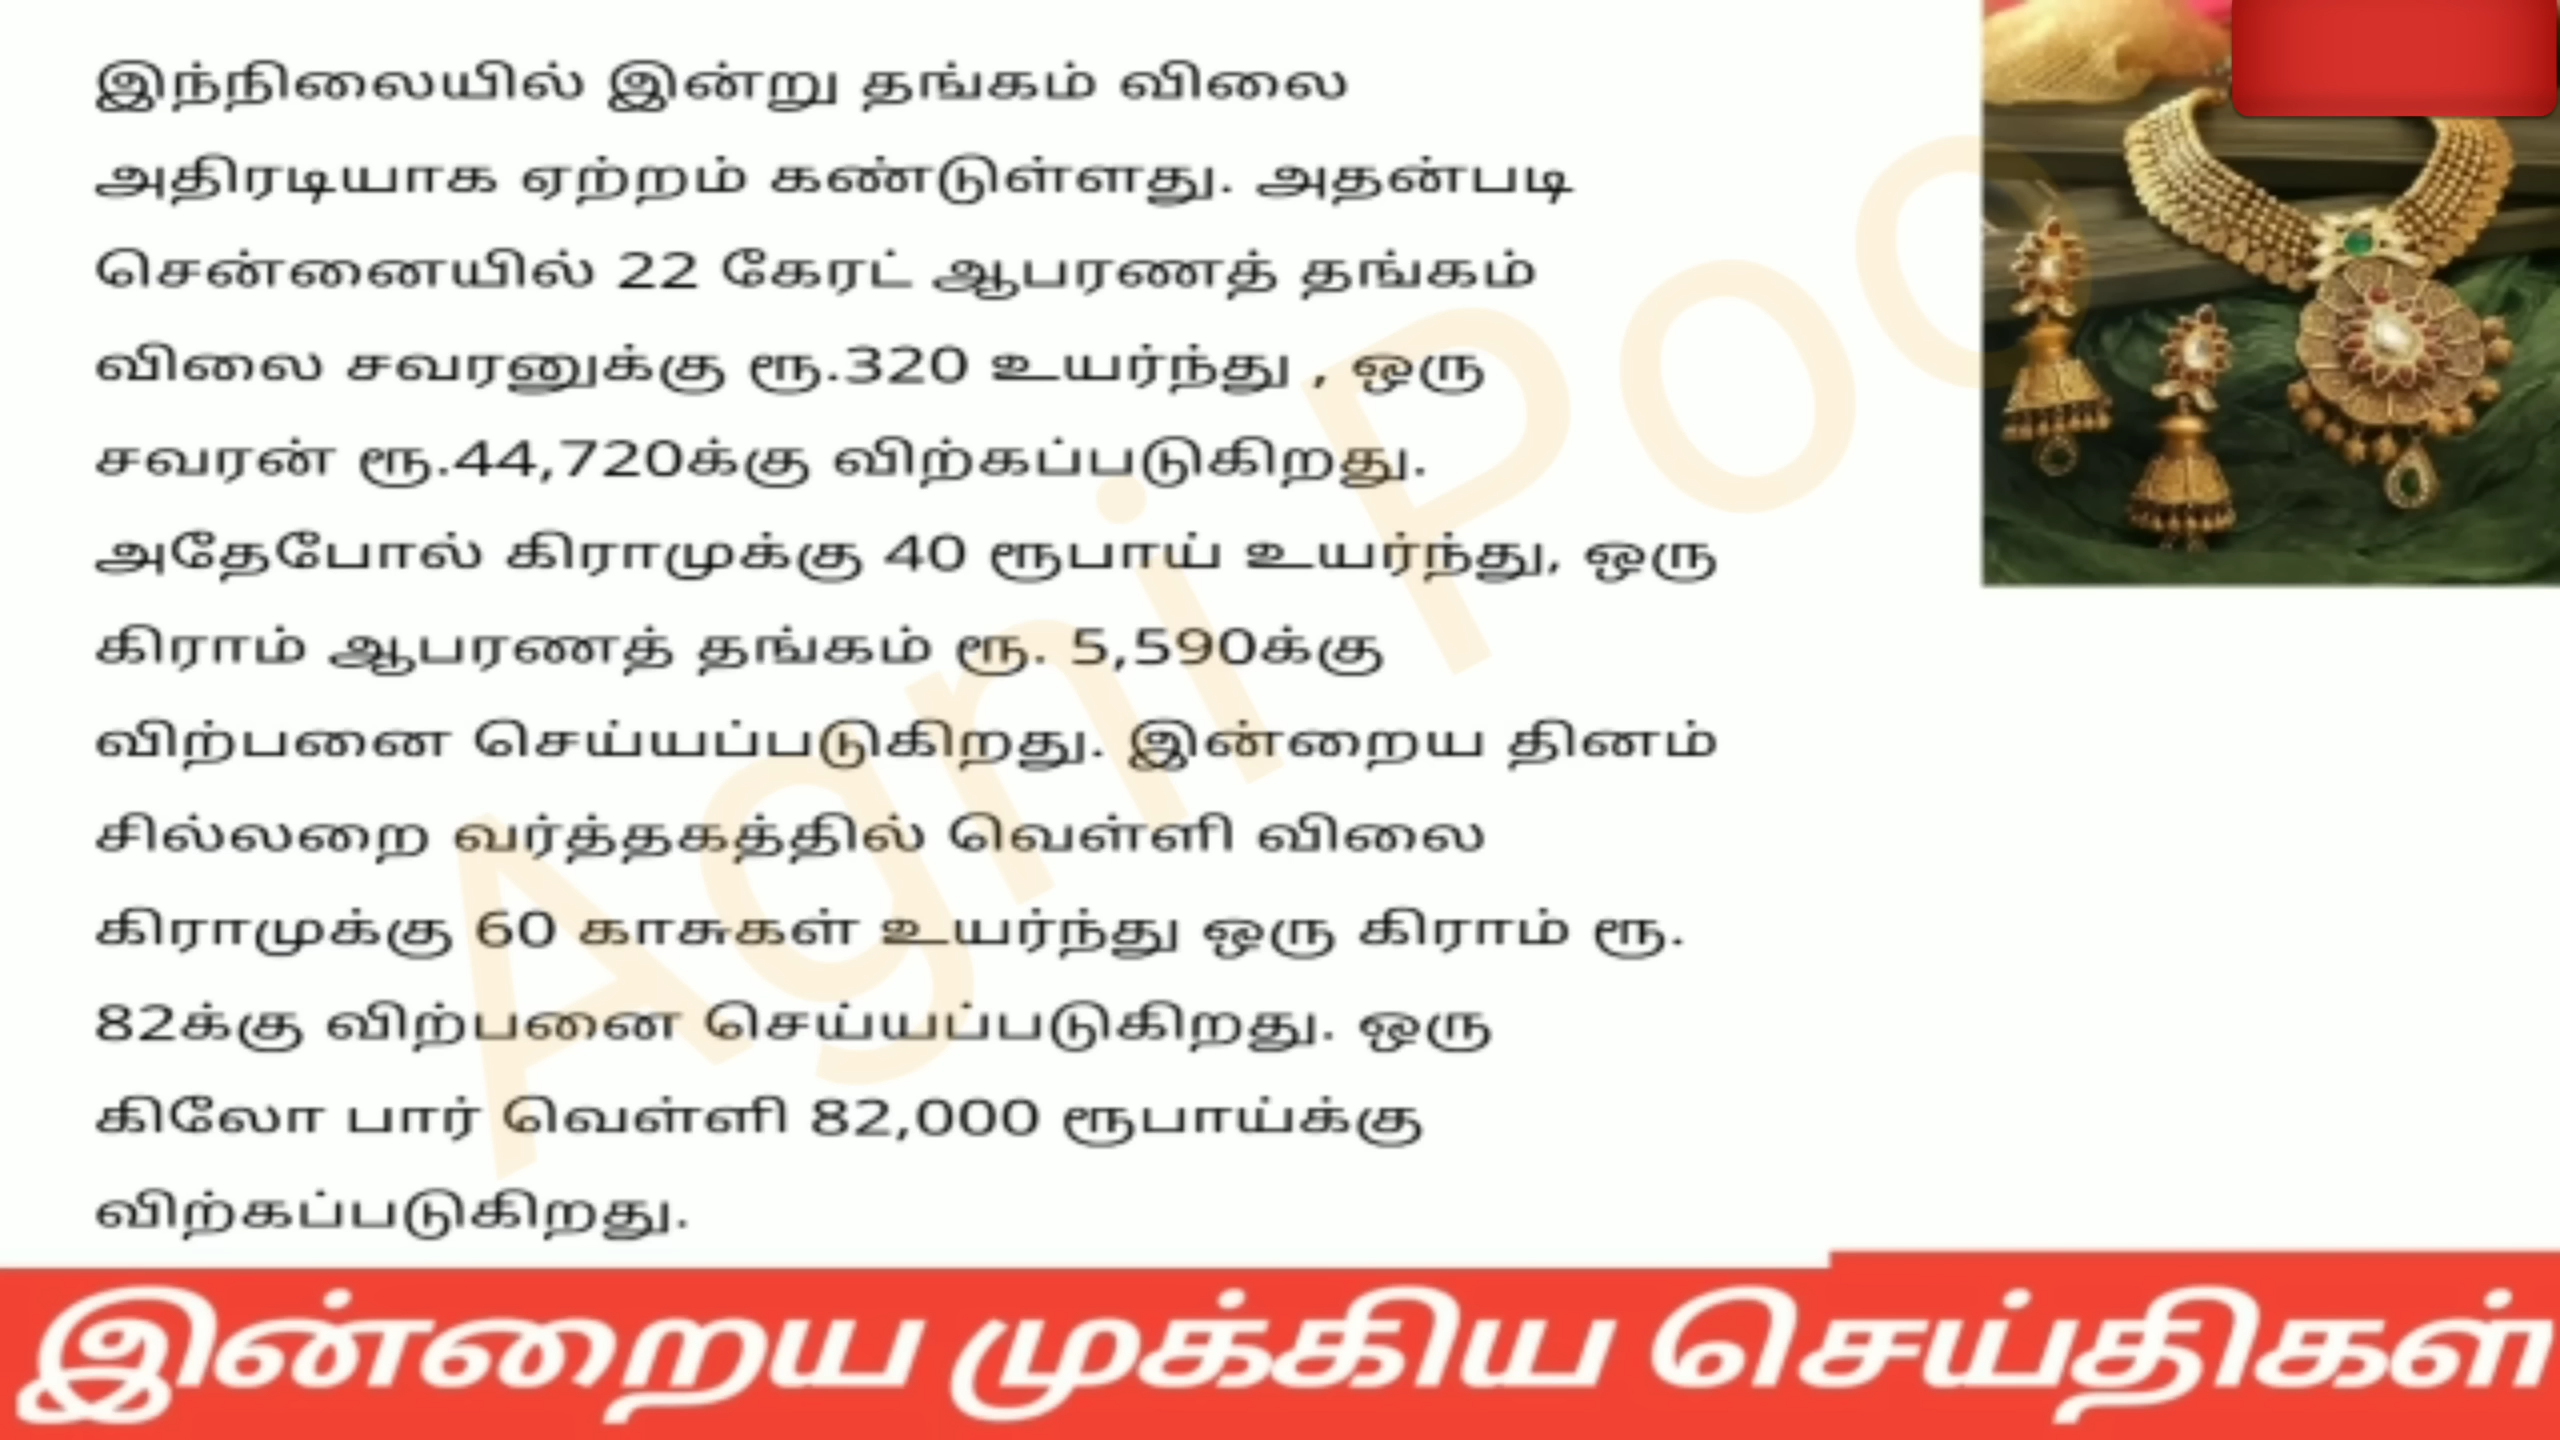 இந்நிலையில் இன்று தங்கம் விலை
அதிரடியாக ஏற்றம் கண்டுள்ளது. அதன்படி
சென்னையில் 22 கேரட் ஆபரணத் தங்கம்
விலை சவரனுக்கு ரூ.320 உயர்ந்து , ஒரு
சவரன் ரூ.44,720க்கு விற்கப்படுகிறது.
அதேபோல் கிராமுக்கு 40 ரூபாய் உயர்ந்து, ஒரு
கிராம் ஆபரணத் தங்கம் ரூ. 5,590க்கு
விற்பனை செய்யப்படுகிறது. இன்றைய தினம்
சில்லறை வர்த்தகத்தில் வெள்ளி விலை
கிராமுக்கு 60 காசுகள் உயர்ந்து ஒரு கிராம் ரூ.
82க்கு விற்பனை செய்யப்படுகிறது. ஒரு
கிலோ பார் வெள்ளி 82,000 ரூபாய்க்கு
விற்கப்படுகிறது.
Agni Poo
இன்றைய முக்கிய செய்திகள்